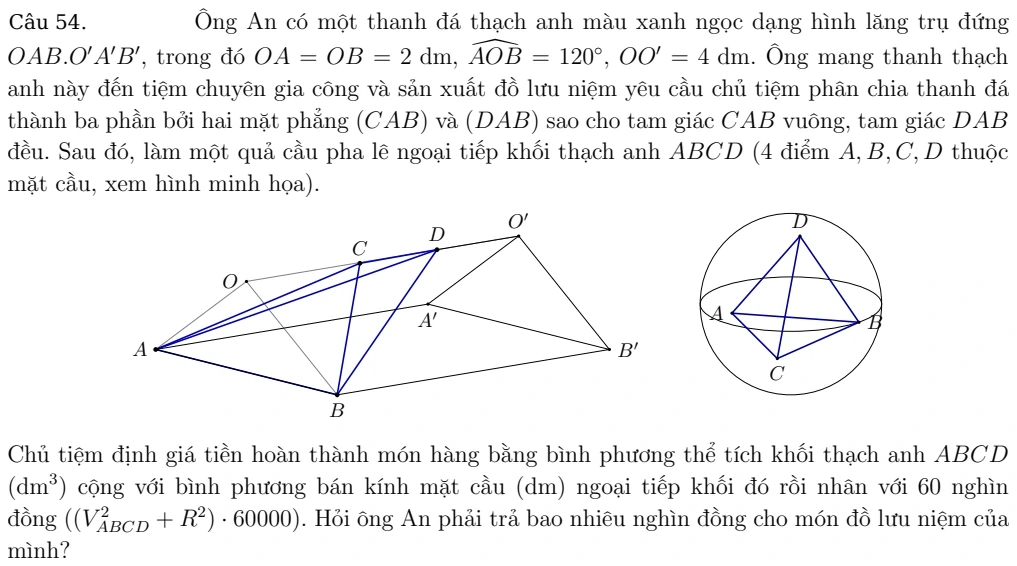 Câu 54. Ông An có một thanh đá thạch anh màu xanh ngọc dạng hình lăng trụ đứng
OAB.O′A′B′, trong đó OA = OB = 2 dm, \widehat{AOB} = 120°, OO′ = 4 dm. Ông mang thanh thạch
anh này đến tiệm chuyên gia công và sản xuất đồ lưu niệm yêu cầu chủ tiệm phân chia thanh đá
thành ba phần bởi hai mặt phẳng (CAB) và (DAB) sao cho tam giác CAB vuông, tam giác DAB
đều. Sau đó, làm một quả cầu pha lê ngoại tiếp khối thạch anh ABCD (4 điểm A, B, C, D thuộc
mặt cầu, xem hình minh họa).
O′
D
C
O
A′
A
B′
B
D
A
B
C
Chủ tiệm định giá tiền hoàn thành món hàng bằng bình phương thể tích khối thạch anh ABCD
(dm³) cộng với bình phương bán kính mặt cầu (dm) ngoại tiếp khối đó rồi nhân với 60 nghìn
đồng ((V²_{ABCD} + R²) · 60000). Hỏi ông An phải trả bao nhiêu nghìn đồng cho món đồ lưu niệm của
mình?